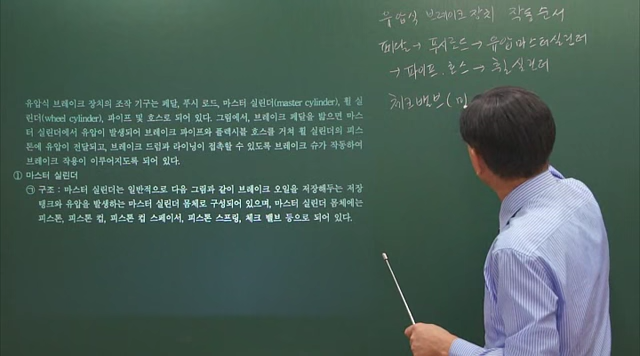 유압식 브레이크 장치의 조작 기구는 페달, 푸시 로드, 마스터 실린더(master cylinder), 휠 실
린더(wheel cylinder), 파이프 및 호스로 되어 있다. 그림에서, 브레이크 페달을 밟으면 마스
터 실린더에서 유압이 발생되어 브레이크 파이프와 플렉시블 호스를 거쳐 휠 실린더의 피스
톤에 유압이 전달되고, 브레이크 드럼과 라이닝이 접촉할 수 있도록 브레이크 슈가 작동하여
브레이크 작용이 이루어지도록 되어 있다.
① 마스터 실린더
㉠ 구조 : 마스터 실린더는 일반적으로 다음 그림과 같이 브레이크 오일을 저장해두는 저장
탱크와 유압을 발생하는 마스터 실린더 몸체로 구성되어 있으며, 마스터 실린더 몸체에는
피스톤, 피스톤 컵, 피스톤 컵 스페이서, 피스톤 스프링, 체크 밸브 등으로 되어 있다.
유압식 브레이크 장치 작동순서
페달 → 푸시로드 → 유압마스터실린더
→ 파이프. 호스 → 휠실린더
체크밸브(